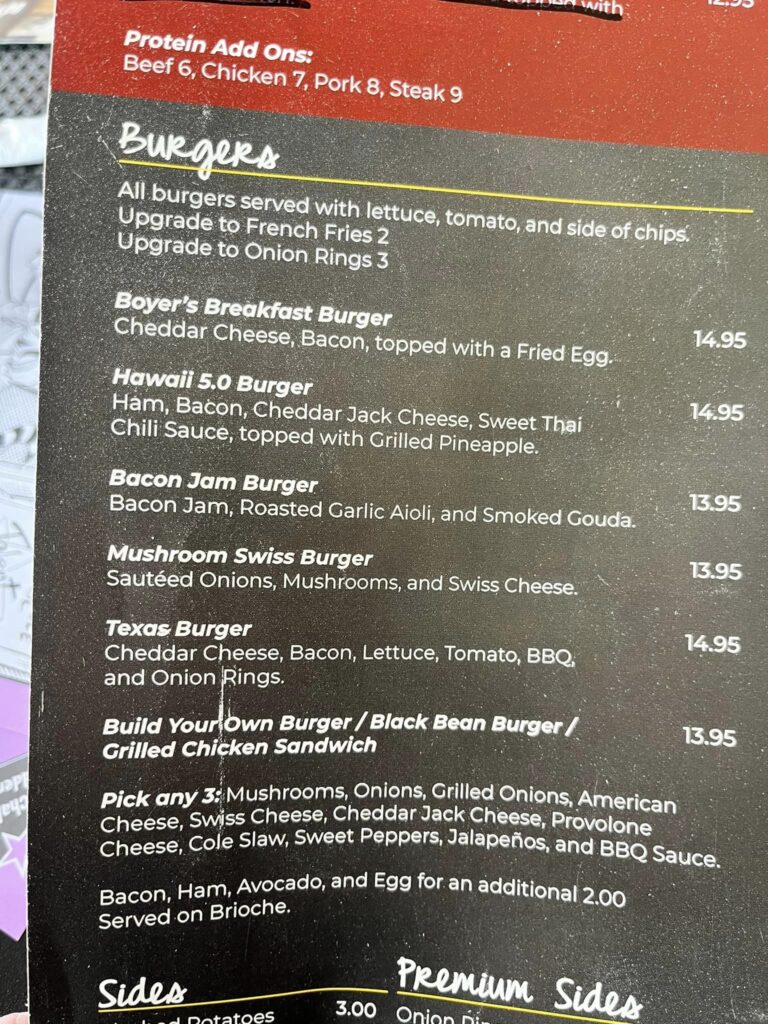 with
12.95
Protein Add Ons:
Beef 6, Chicken 7, Pork 8, Steak 9
Burgers
All burgers served with lettuce, tomato, and side of chips.
Upgrade to French Fries 2
Upgrade to Onion Rings 3
Boyer's Breakfast Burger
Cheddar Cheese, Bacon, topped with a Fried Egg. 14.95
Hawaii 5.0 Burger
Ham, Bacon, Cheddar Jack Cheese, Sweet Thai 14.95
Chili Sauce, topped with Grilled Pineapple.
Bacon Jam Burger
Bacon Jam, Roasted Garlic Aioli, and Smoked Gouda. 13.95
Mushroom Swiss Burger
Sautéed Onions, Mushrooms, and Swiss Cheese. 13.95
Texas Burger 14.95
Cheddar Cheese, Bacon, Lettuce, Tomato, BBQ,
and Onion Rings.
Build Your Own Burger / Black Bean Burger / 13.95
Grilled Chicken Sandwich
Pick any 3: Mushrooms, Onions, Grilled Onions, American
Cheese, Swiss Cheese, Cheddar Jack Cheese, Provolone
Cheese, Cole Slaw, Sweet Peppers, Jalapeños, and BBQ Sauce.
Bacon, Ham, Avocado, and Egg for an additional 2.00
Served on Brioche.
Sides
Potatoes 3.00
Premium Sides
Onion